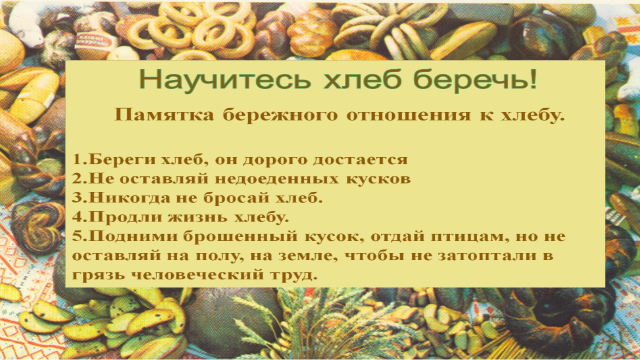 Научитесь хлеб беречь!
Памятка бережного отношения к хлебу.
1.Береги хлеб, он дорого достается
2.Не оставляй недоеденных кусков
3.Никогда не бросай хлеб.
4.Продли жизнь хлебу.
5.Подними брошенный кусок, отдай птицам, но не
оставляй на полу, на земле, чтобы не затоптали в
грязь человеческий труд.